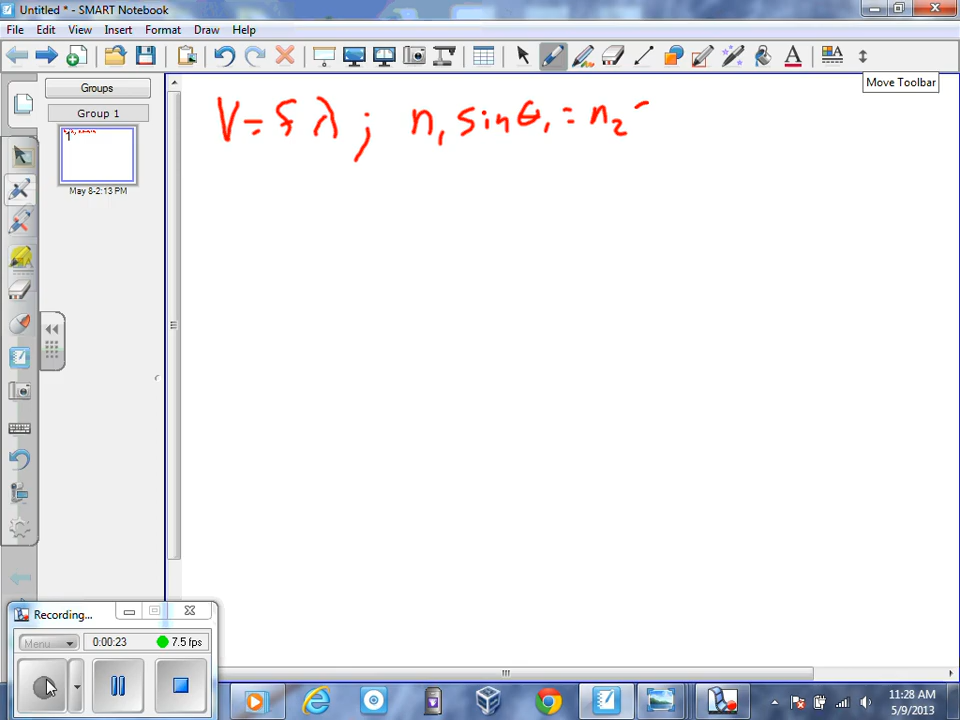 Untitled * - SMART Notebook
File Edit View Insert Format Draw Help
Move Toolbar
Groups
Group 1
1
May 8-2:13 PM
V = f λ ; n₁ sin θ₁ = n₂
Recording...
Menu
0:00:23
7.5 fps
11:28 AM
5/9/2013